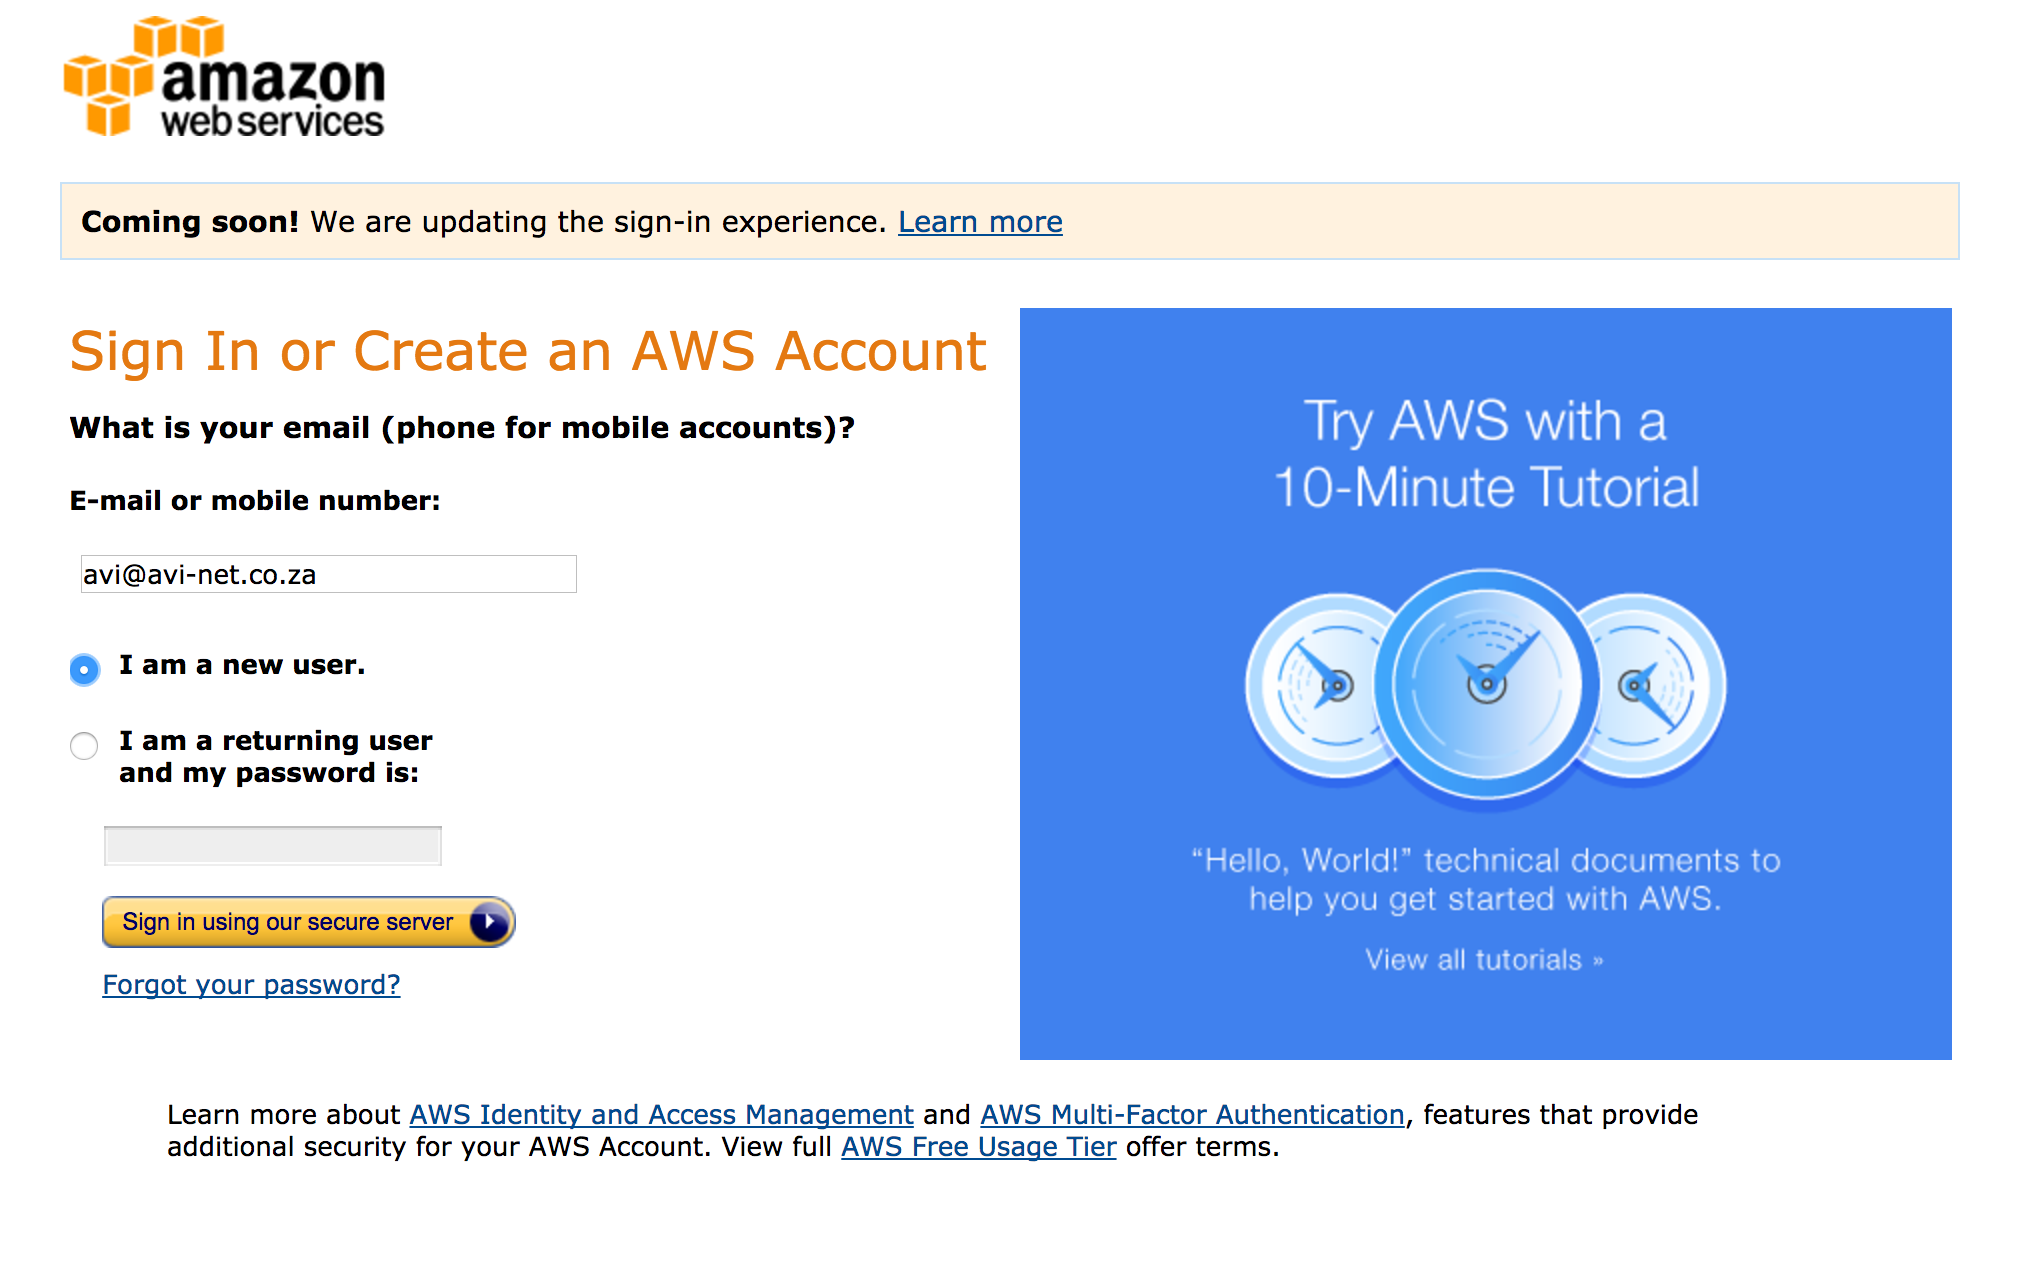 amazon
web services
Coming soon! We are updating the sign-in experience. Learn more
Sign In or Create an AWS Account
What is your email (phone for mobile accounts)?
E-mail or mobile number:
avi@avi-net.co.za
I am a new user.
I am a returning user
and my password is:
Sign in using our secure server
Forgot your password?
Try AWS with a
10-Minute Tutorial
“Hello, World!” technical documents to
help you get started with AWS.
View all tutorials »
Learn more about AWS Identity and Access Management and AWS Multi-Factor Authentication, features that provide
additional security for your AWS Account. View full AWS Free Usage Tier offer terms.